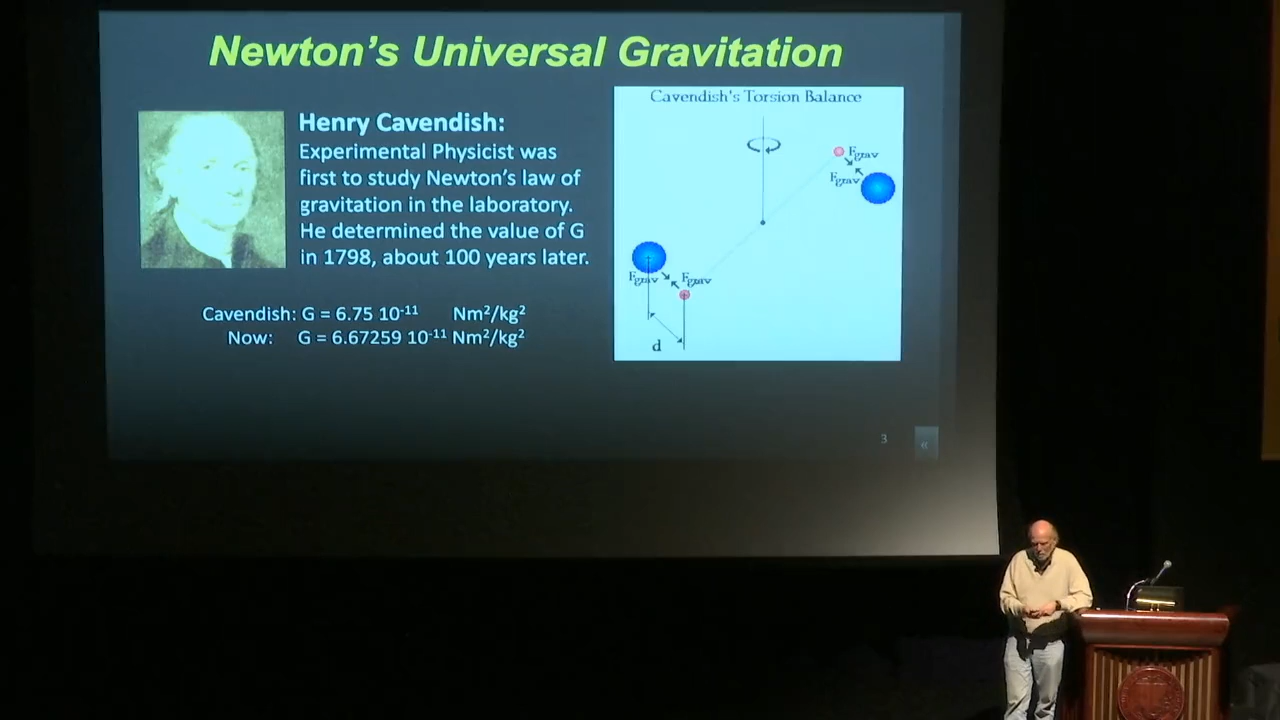 Newton's Universal Gravitation
Henry Cavendish:
Experimental Physicist was
first to study Newton's law of
gravitation in the laboratory.
He determined the value of G
in 1798, about 100 years later.
Cavendish: G = 6.75 10⁻¹¹ Nm²/kg²
Now: G = 6.67259 10⁻¹¹ Nm²/kg²
Cavendish's Torsion Balance
Fgrav
Fgrav
Fgrav
Fgrav
d
3
«